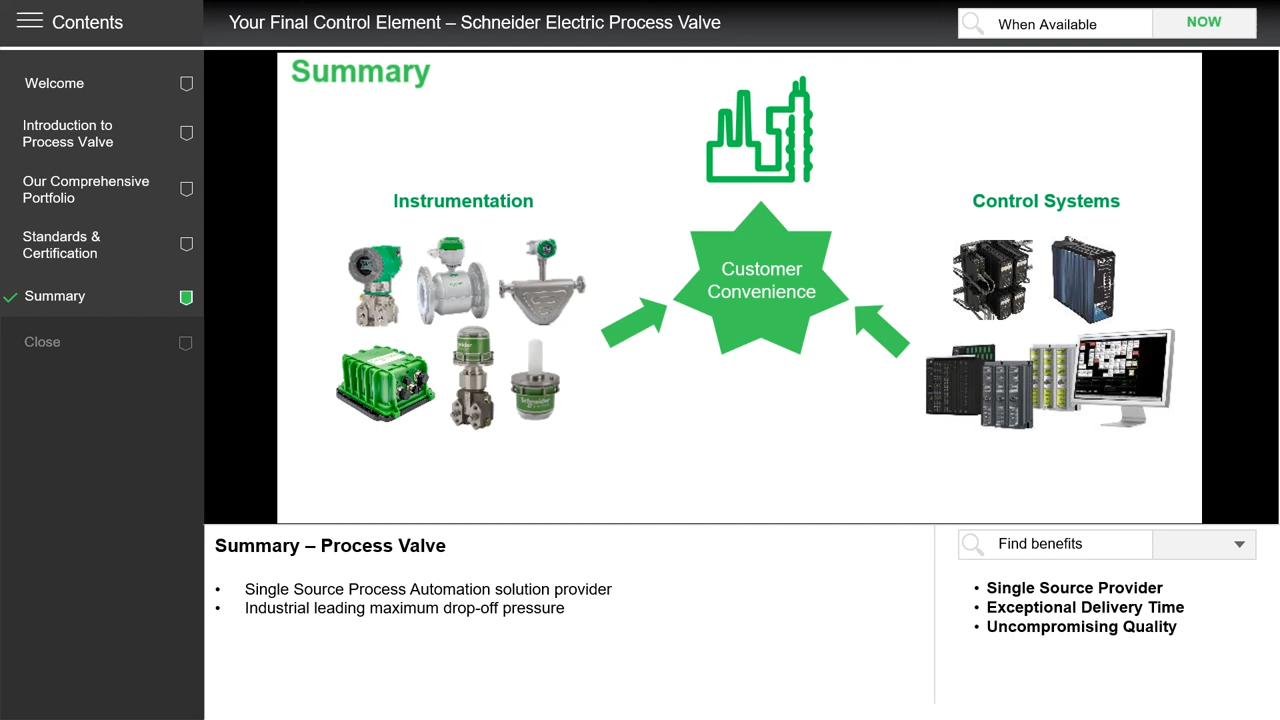 Contents
Your Final Control Element – Schneider Electric Process Valve
When Available
NOW
Welcome
Introduction to
Process Valve
Our Comprehensive
Portfolio
Standards &
Certification
Summary
Close
Summary
Instrumentation
Control Systems
Customer
Convenience
Schneider
Summary – Process Valve
• Single Source Process Automation solution provider
• Industrial leading maximum drop-off pressure
Find benefits
• Single Source Provider
• Exceptional Delivery Time
• Uncompromising Quality